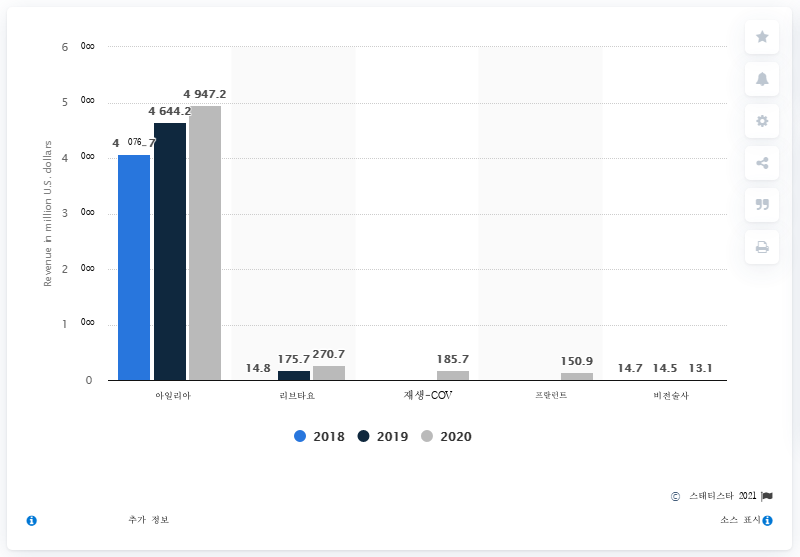 6 000
5 000
4 000
3 000
2 000
1 000
0
Revenue in million U.S. dollars
4 076.7
4 644.2
4 947.2
14.8
175.7
270.7
185.7
150.9
14.7
14.5
13.1
아일리아
리브타요
재생-COV
프랄런트
비전술사
2018
2019
2020
© 스태티스타 2021
추가 정보
소스 표시